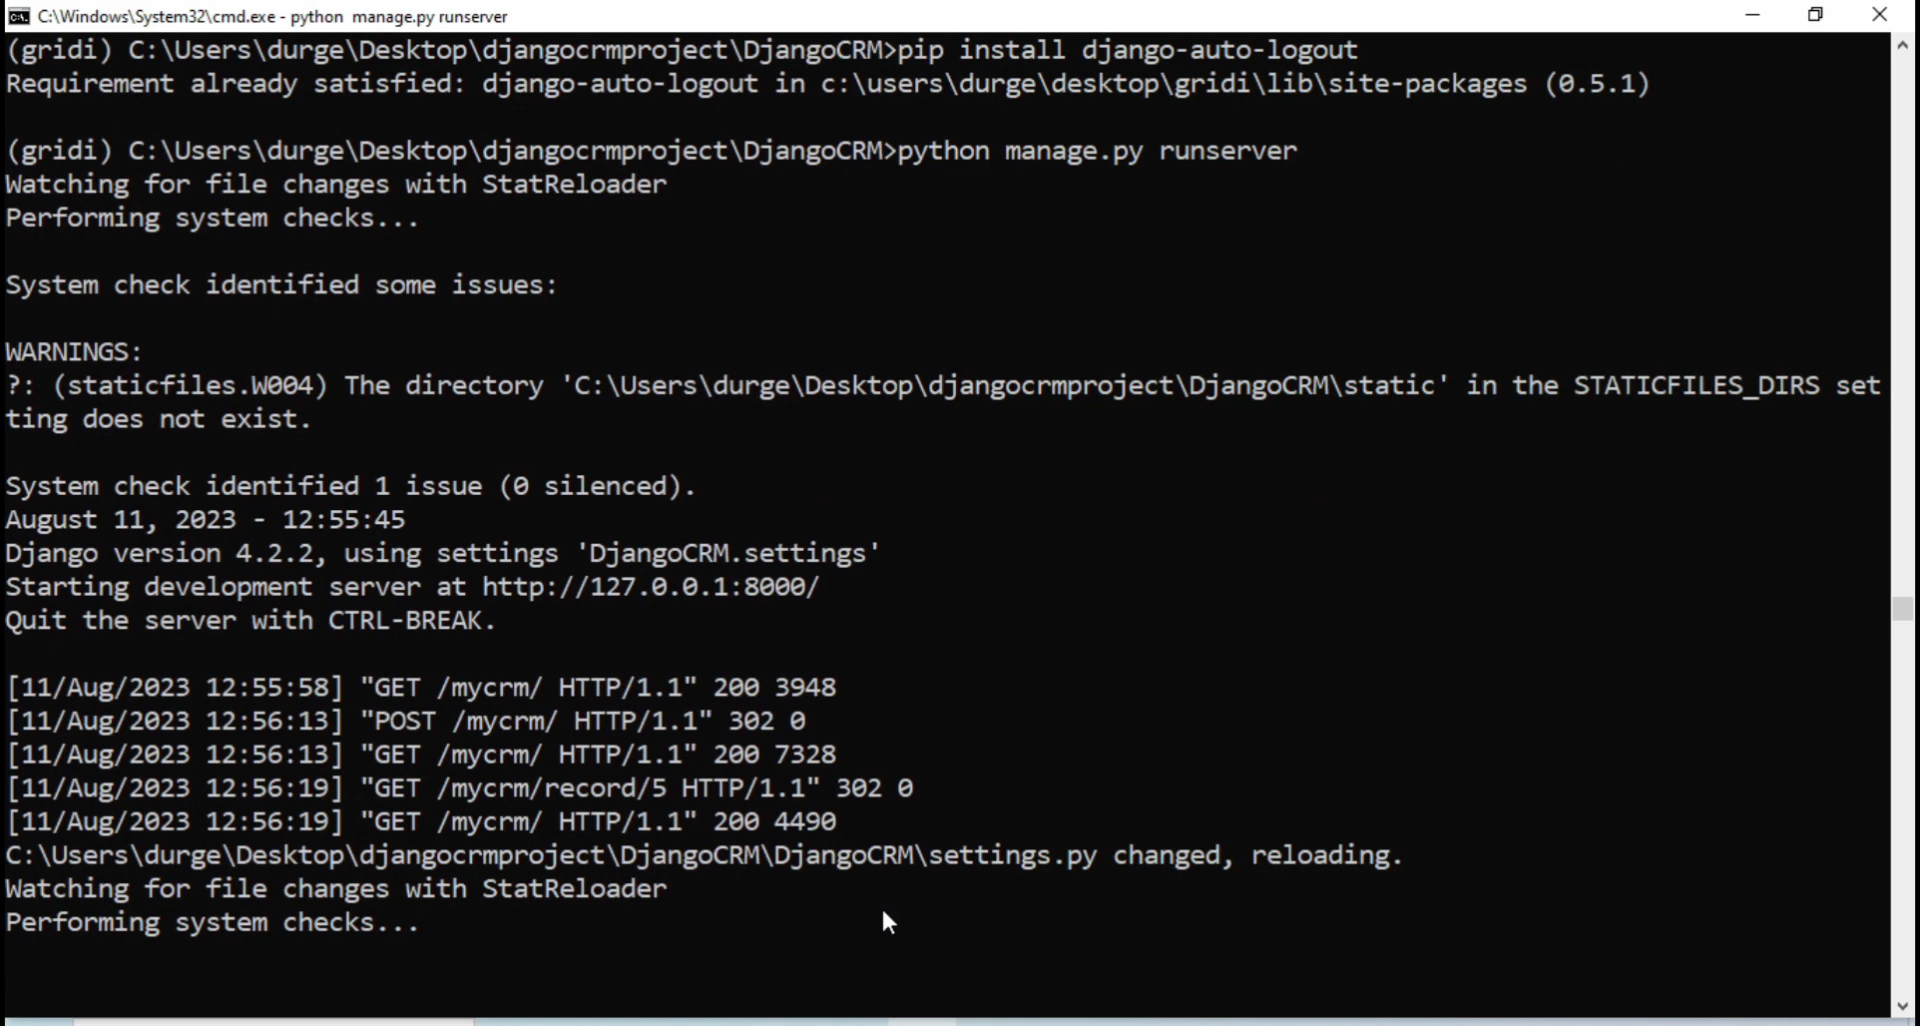 C:\Windows\System32\cmd.exe - python  manage.py runserver
(gridi) C:\Users\durge\Desktop\djangocrmproject\DjangoCRM>pip install django-auto-logout
Requirement already satisfied: django-auto-logout in c:\users\durge\desktop\gridi\lib\site-packages (0.5.1)
(gridi) C:\Users\durge\Desktop\djangocrmproject\DjangoCRM>python manage.py runserver
Watching for file changes with StatReloader
Performing system checks...
System check identified some issues:
WARNINGS:
?: (staticfiles.W004) The directory 'C:\Users\durge\Desktop\djangocrmproject\DjangoCRM\static' in the STATICFILES_DIRS set
ting does not exist.
System check identified 1 issue (0 silenced).
August 11, 2023 - 12:55:45
Django version 4.2.2, using settings 'DjangoCRM.settings'
Starting development server at http://127.0.0.1:8000/
Quit the server with CTRL-BREAK.
[11/Aug/2023 12:55:58] "GET /mycrm/ HTTP/1.1" 200 3948
[11/Aug/2023 12:56:13] "POST /mycrm/ HTTP/1.1" 302 0
[11/Aug/2023 12:56:13] "GET /mycrm/ HTTP/1.1" 200 7328
[11/Aug/2023 12:56:19] "GET /mycrm/record/5 HTTP/1.1" 302 0
[11/Aug/2023 12:56:19] "GET /mycrm/ HTTP/1.1" 200 4490
C:\Users\durge\Desktop\djangocrmproject\DjangoCRM\DjangoCRM\settings.py changed, reloading.
Watching for file changes with StatReloader
Performing system checks...